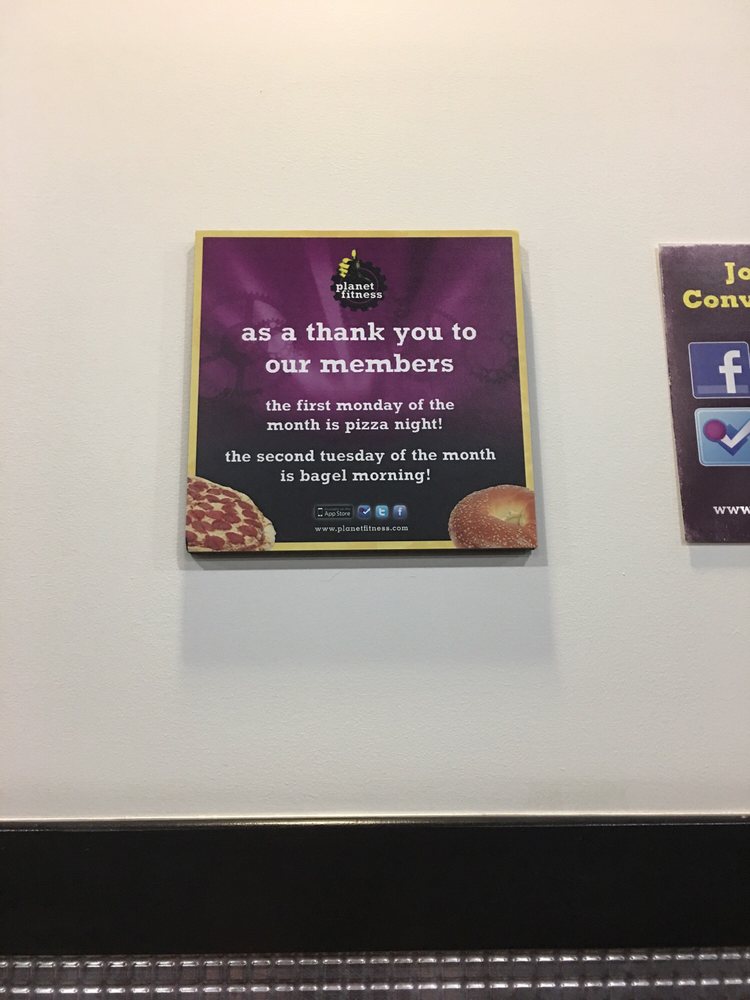 planet
fitness
as a thank you to
our members
the first monday of the
month is pizza night!
the second tuesday of the month
is bagel morning!
App Store
www.planetfitness.com
Jo
Conv
f
www